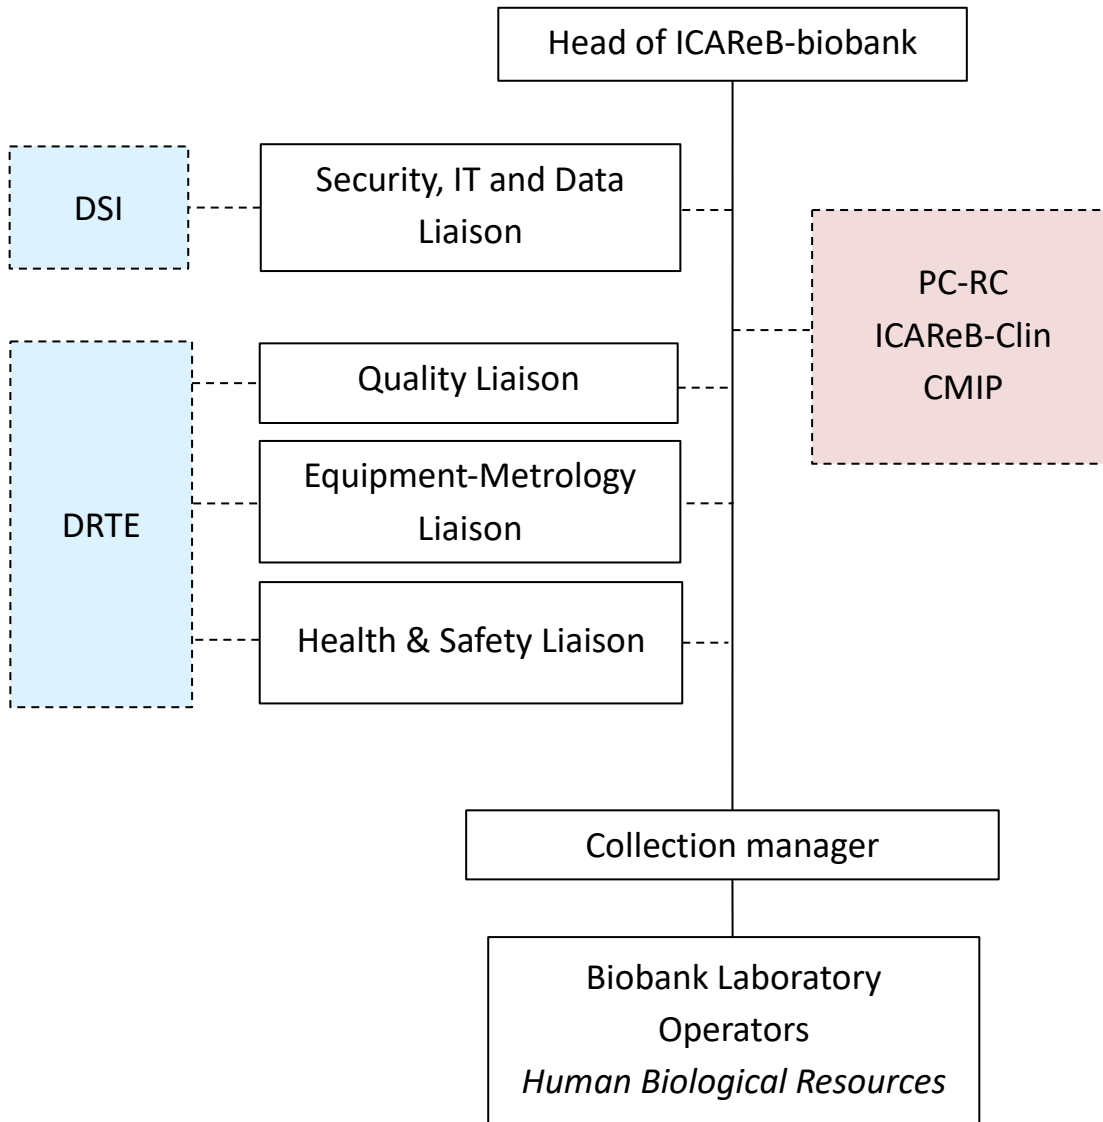 Head of ICAReB-biobank
DSI
Security, IT and Data
Liaison
PC-RC
ICAReB-Clin
CMIP
Quality Liaison
DRTE
Equipment-Metrology
Liaison
Health & Safety Liaison
Collection manager
Biobank Laboratory
Operators
Human Biological Resources